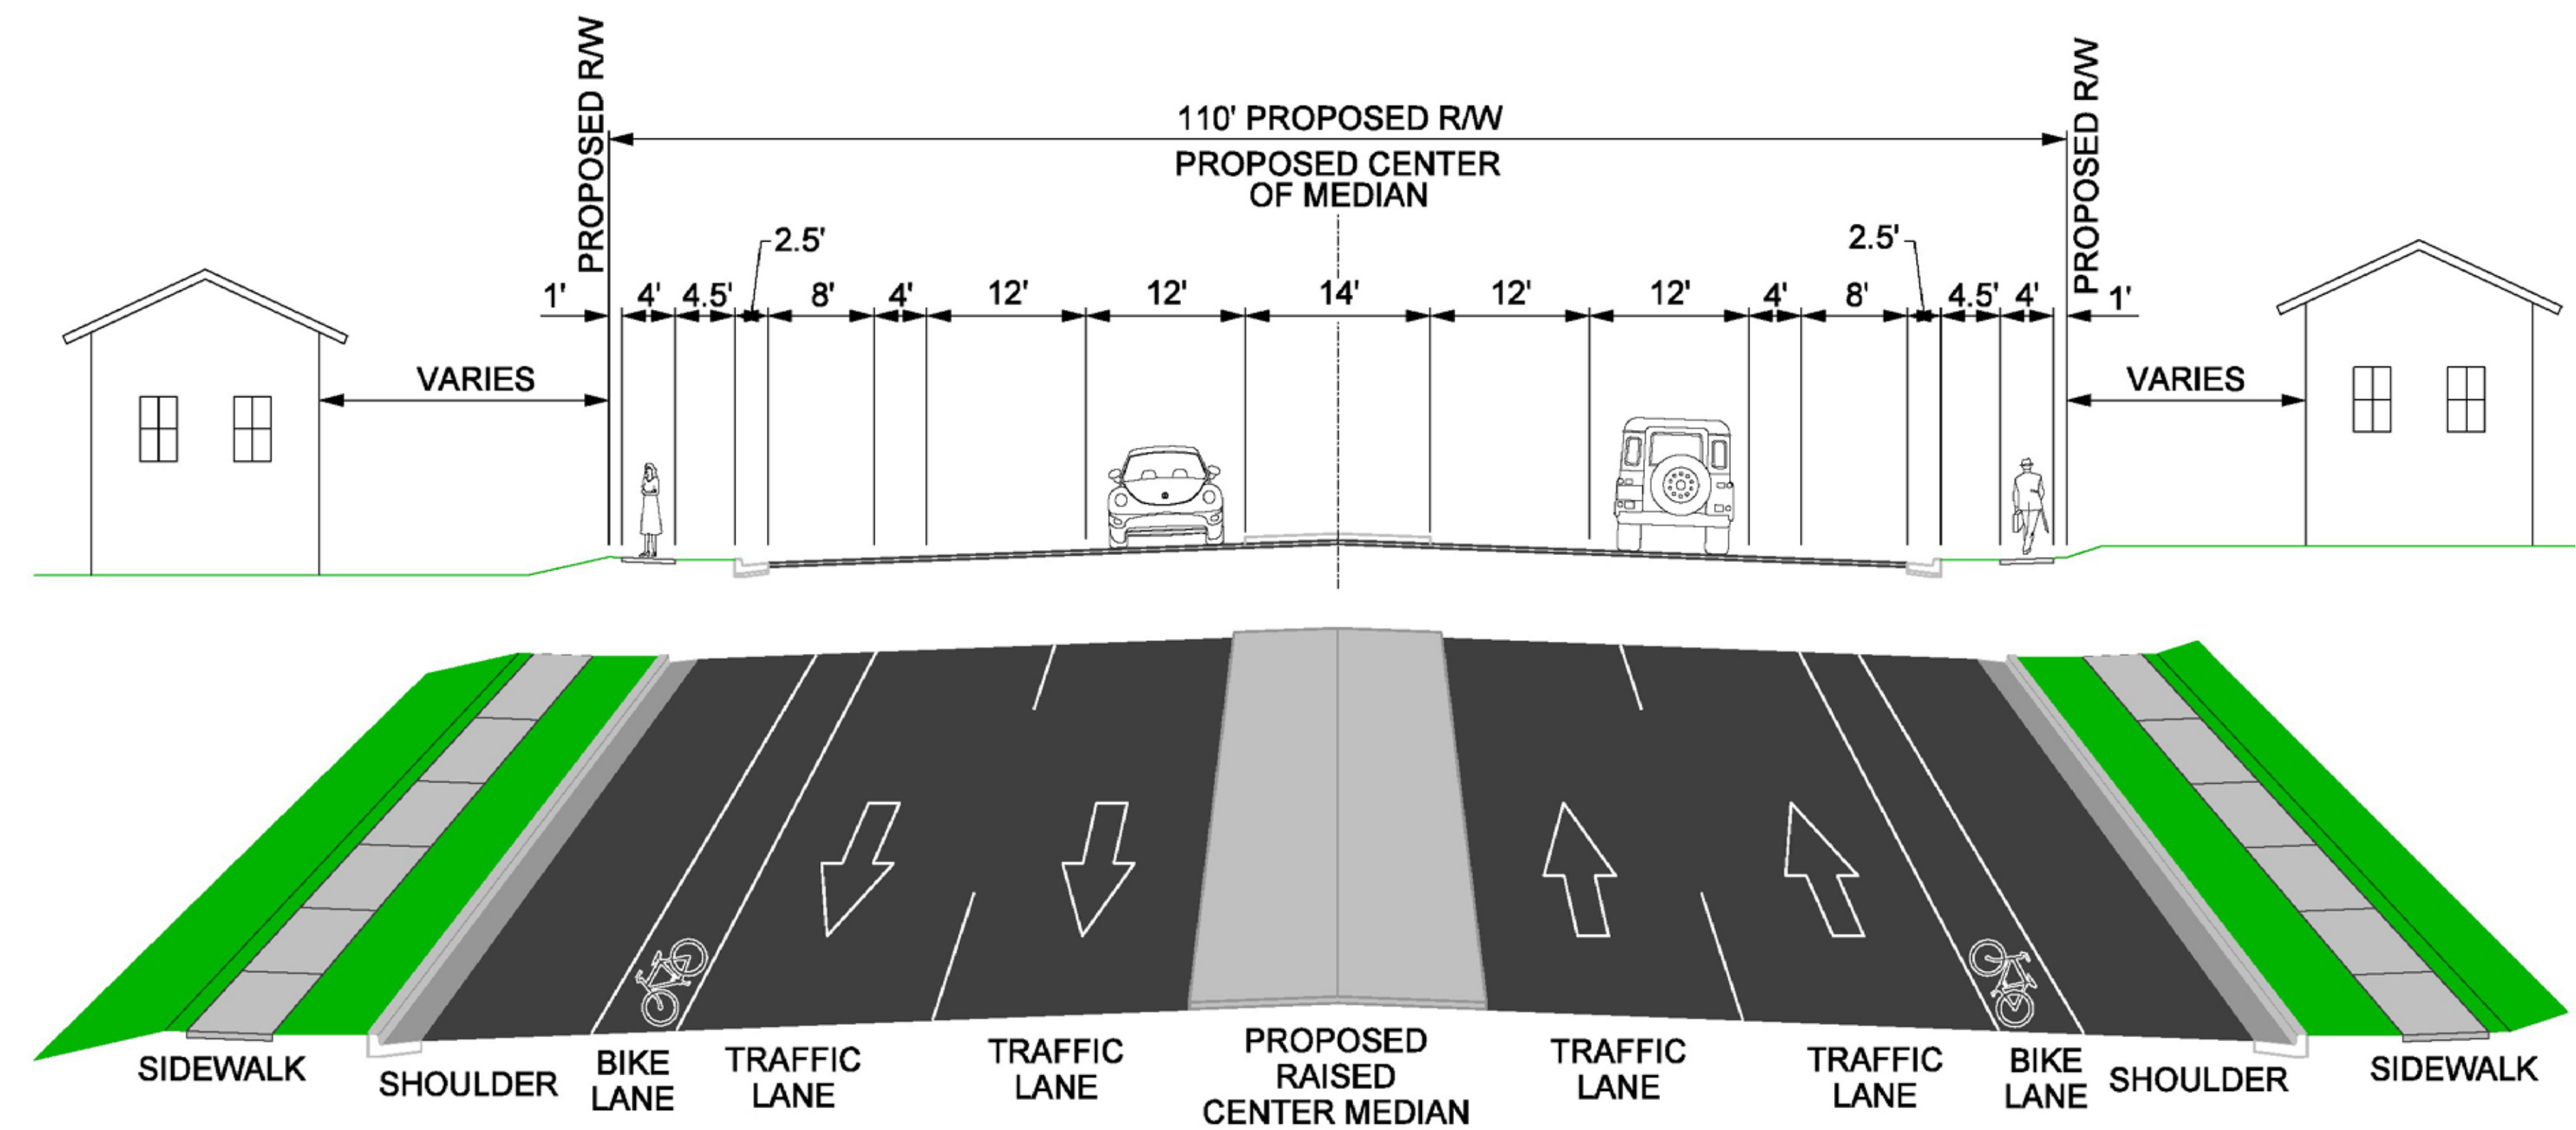 PROPOSED R/W
110' PROPOSED R/W
PROPOSED CENTER
OF MEDIAN
PROPOSED R/W
2.5'
2.5'
1'
4'
4.5'
8'
4'
12'
12'
14'
12'
12'
4'
8'
4.5'
4'
1'
VARIES
VARIES
SIDEWALK
SHOULDER
BIKE
LANE
TRAFFIC
LANE
TRAFFIC
LANE
PROPOSED
RAISED
CENTER MEDIAN
TRAFFIC
LANE
TRAFFIC
LANE
BIKE
LANE
SHOULDER
SIDEWALK